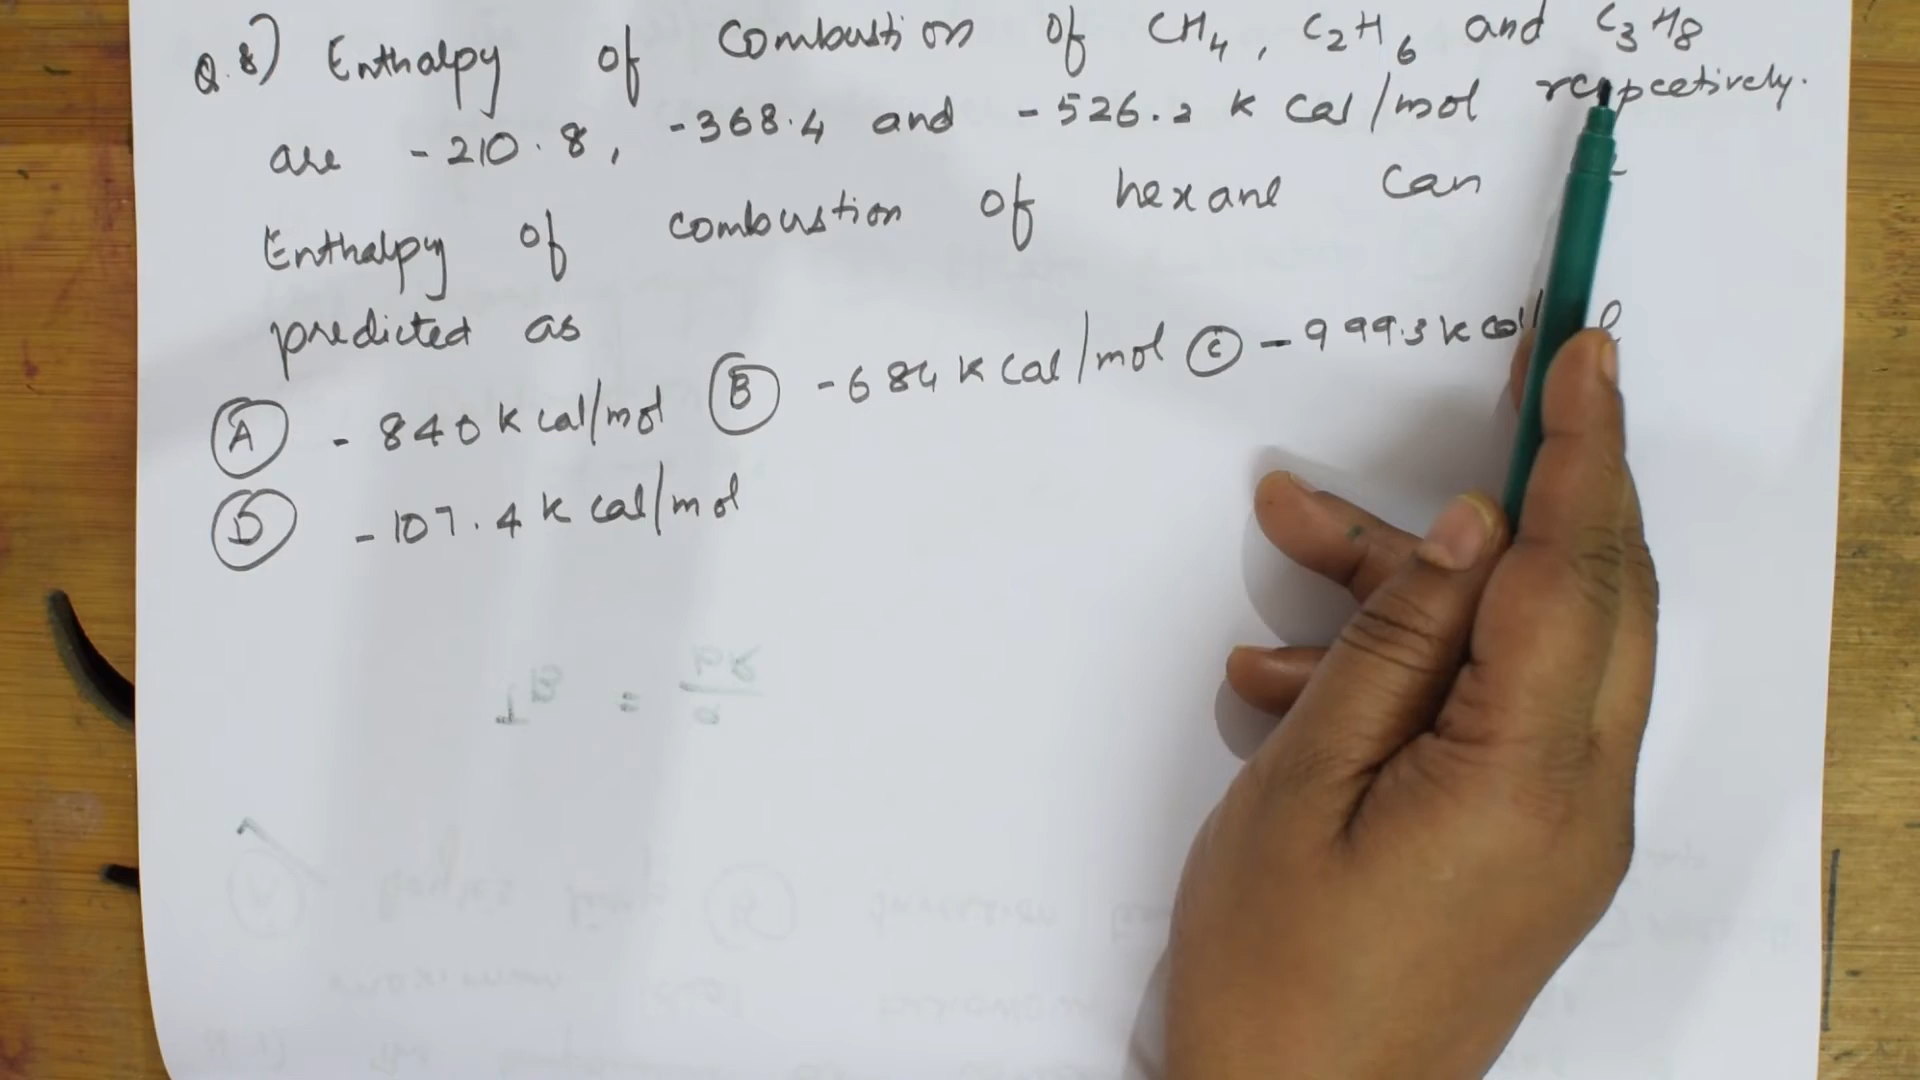 Q.8) Enthalpy of combustion of CH4, C2H6 and C3H8
are -210.8, -368.4 and -526.2 k cal/mol respectively.
Enthalpy of combustion of hexane can
predicted as
(A) -840 k cal/mol (B) -684 k cal/mol (C) -999.3 k cal
(D) -107.4 k cal/mol